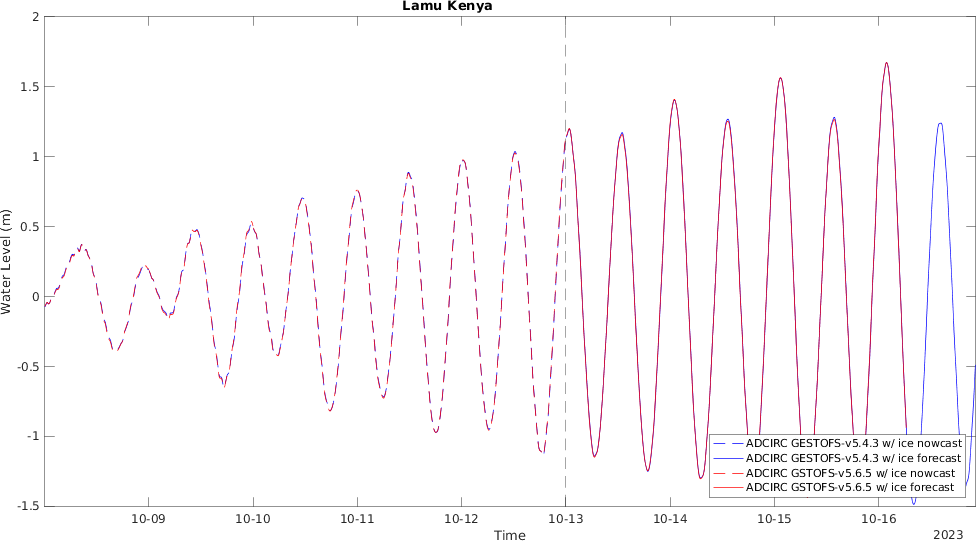 Lamu Kenya
2
1.5
1
0.5
0
-0.5
-1
-1.5
Water Level (m)
10-09 10-10 10-11 10-12 10-13 10-14 10-15 10-16
Time
2023
ADCIRC GESTOFS-v5.4.3 w/ ice nowcast
ADCIRC GESTOFS-v5.4.3 w/ ice forecast
ADCIRC GSTOFS-v5.6.5 w/ ice nowcast
ADCIRC GSTOFS-v5.6.5 w/ ice forecast